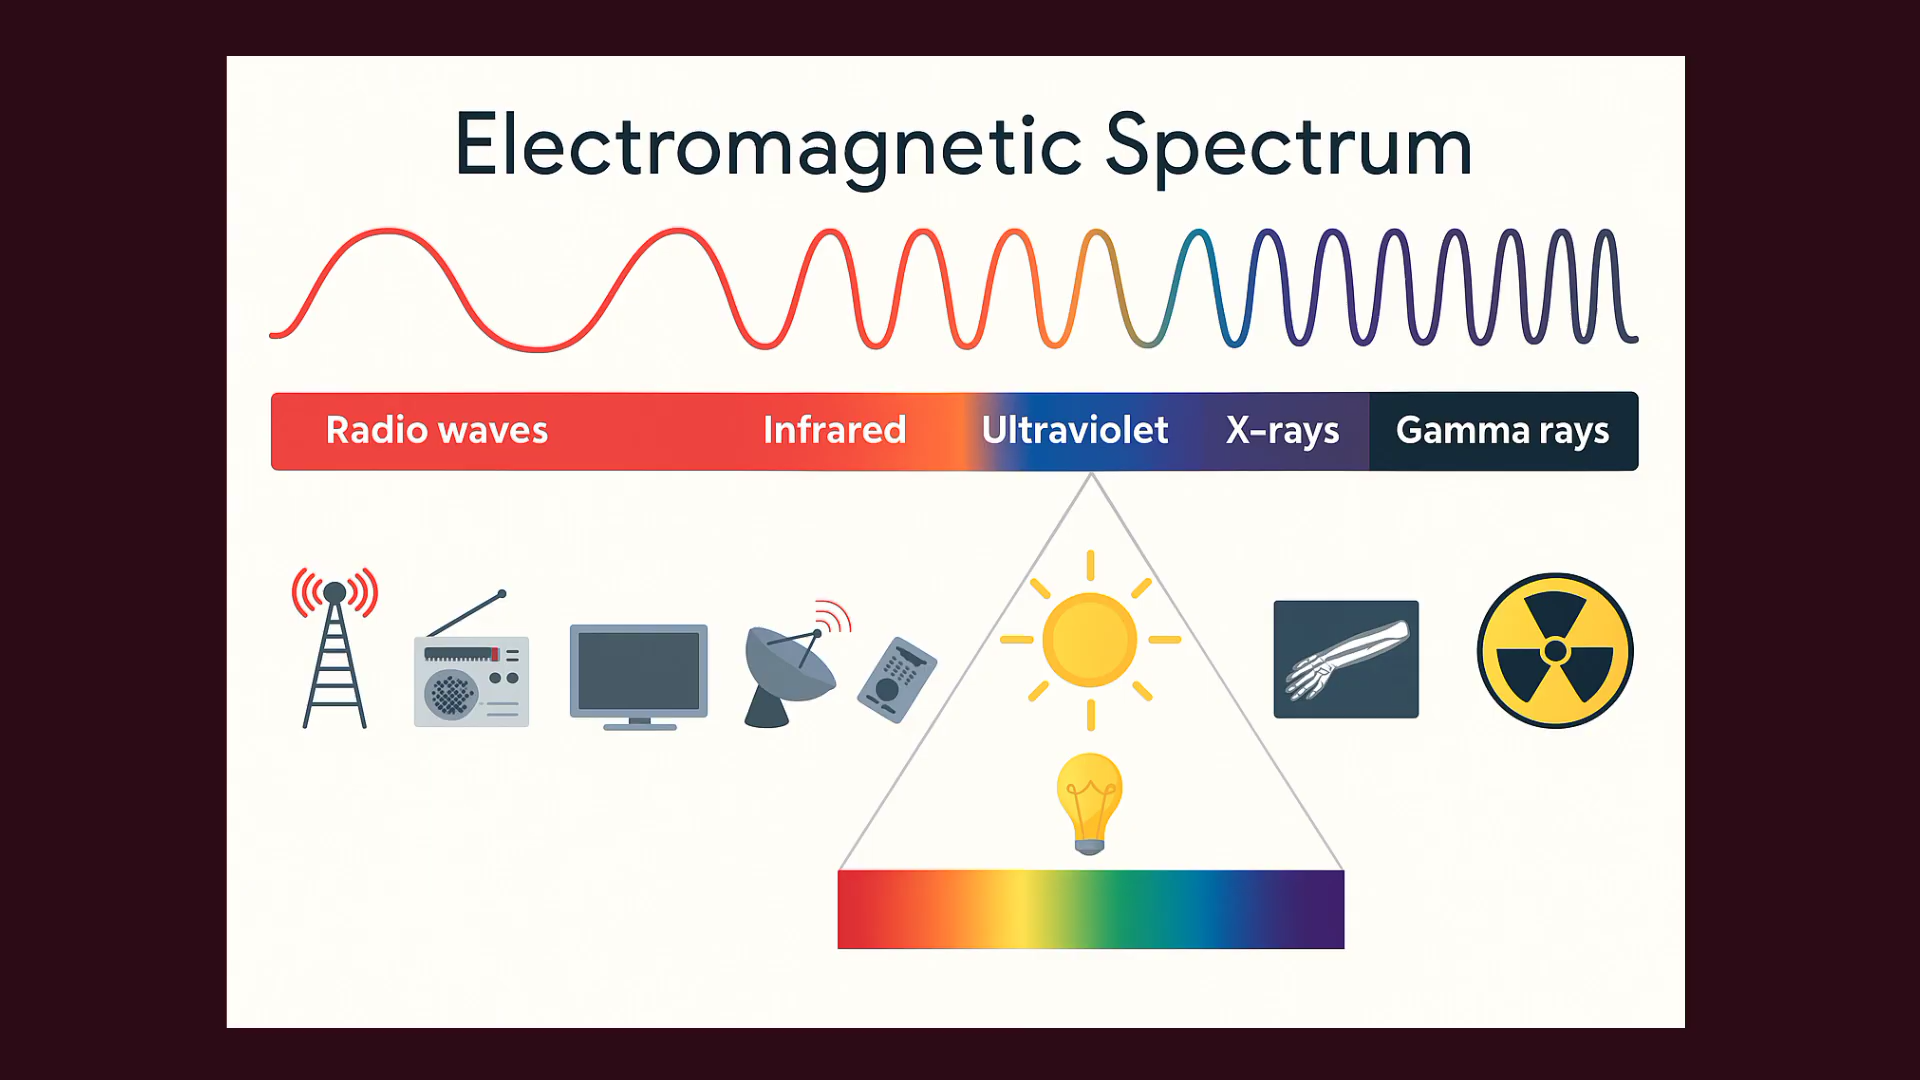 Electromagnetic Spectrum
Radio waves Infrared Ultraviolet X-rays Gamma rays